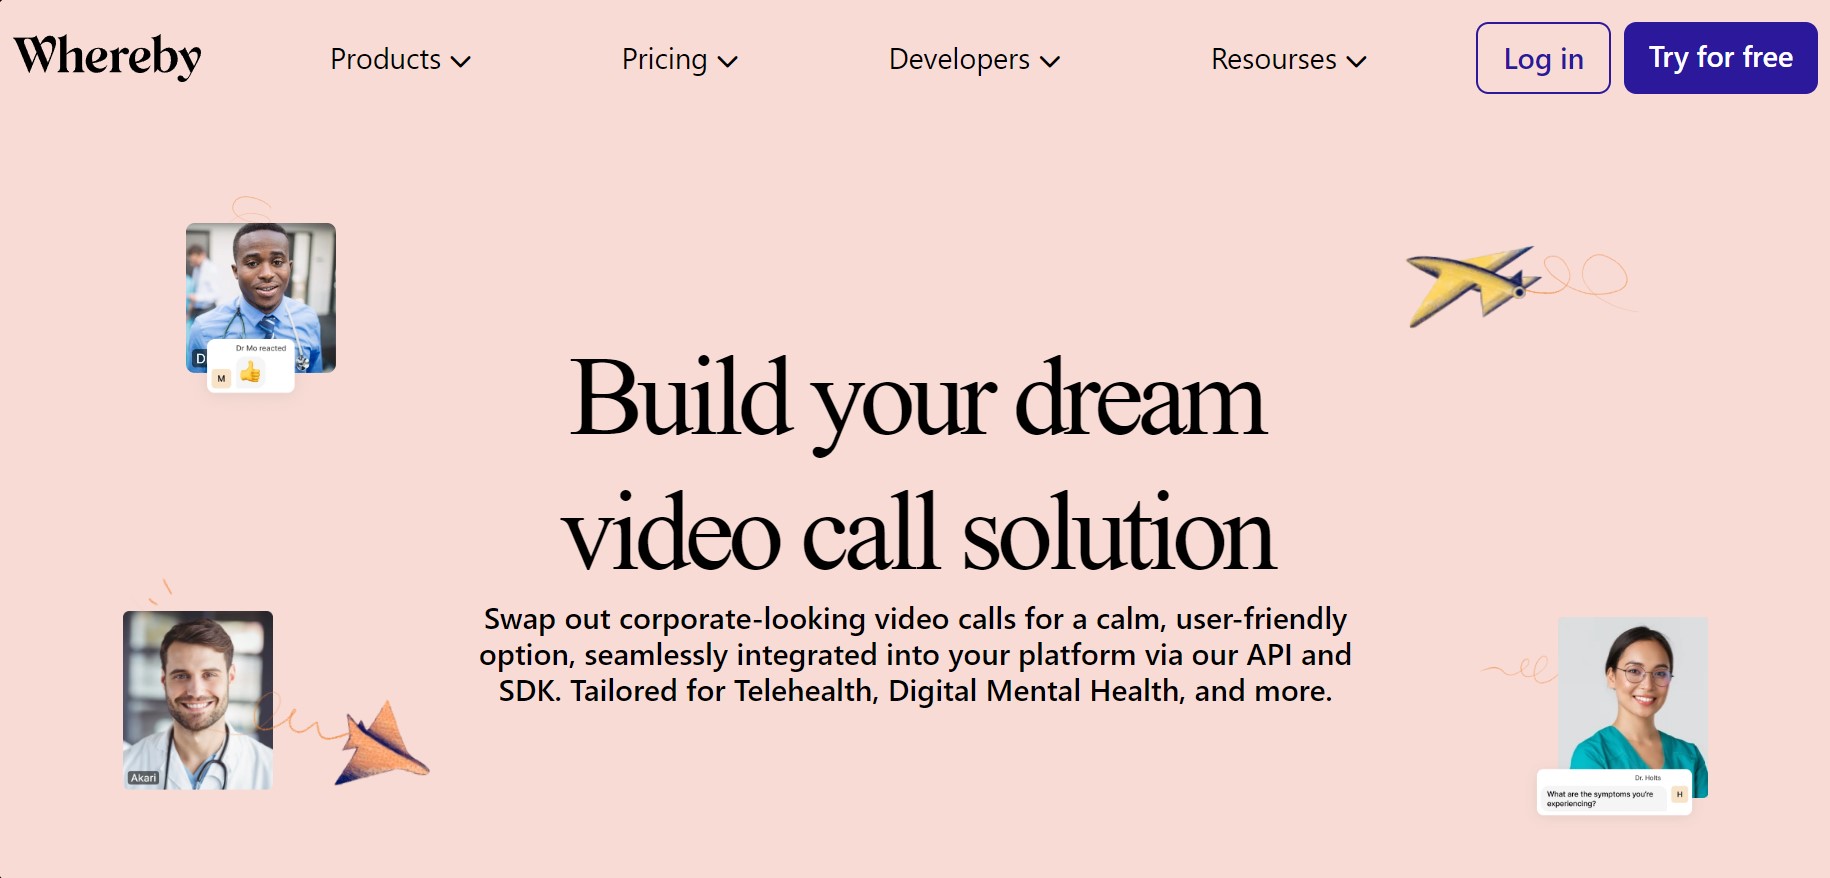 Whereby
Products
Pricing
Developers
Resourses
Log in
Try for free
Dr Mo reacted
D
M
Build your dream
video call solution
Swap out corporate-looking video calls for a calm, user-friendly
option, seamlessly integrated into your platform via our API and
SDK. Tailored for Telehealth, Digital Mental Health, and more.
Akari
Dr. Holts
What are the symptoms you're
experiencing?
H